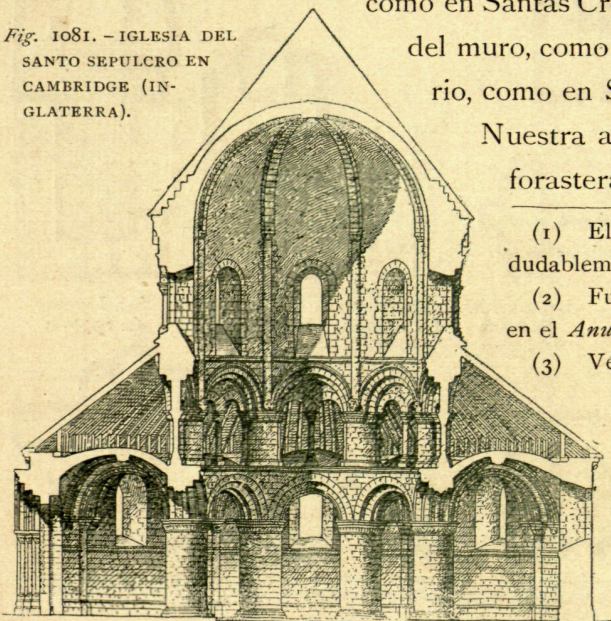 Fig. 1081. – IGLESIA DEL
SANTO SEPULCRO EN
CAMBRIDGE (IN-
GLATERRA).
como en Santas Cr
del muro, como
rio, como en S
Nuestra a
forastera
(1) El
dudablem
(2) Fu
en el Anu
(3) Vé